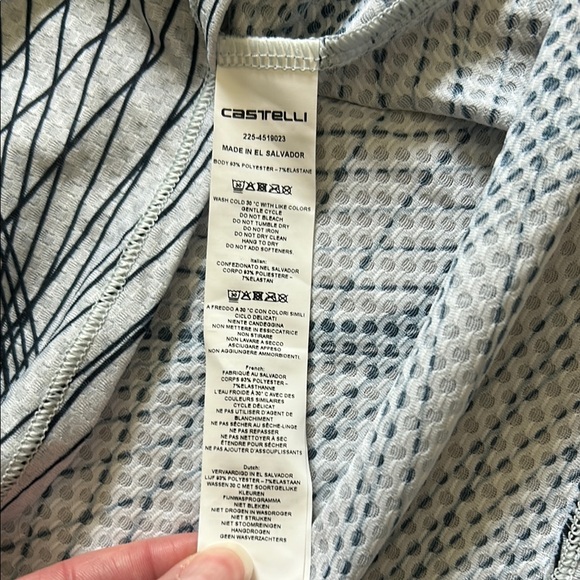 CASTELLI
225-4519023
MADE IN EL SALVADOR
BODY 93% POLYESTER – 7%ELASTANE
WASH COLD 30 °C WITH LIKE COLORS
GENTLE CYCLE
DO NOT BLEACH
DO NOT TUMBLE DRY
DO NOT IRON
DO NOT DRY CLEAN
HANG TO DRY
DO NOT ADD SOFTENERS.
Italian:
CONFEZIONATO NEL SALVADOR
CORPO 93% POLIESTERE –
7%ELASTAN
A FREDDO A 30 °C CON COLORI SIMILI
CICLO DELICATI
NIENTE CANDEGGINA
NON METTERE IN ESSICCATRICE
NON STIRARE
NON LAVARE A SECCO
ASCIUGARE APPESO
NON AGGIUNGERE AMMORBIDENTI.
French:
FABRIQUÉ AU SALVADOR
CORPS 93% POLYESTER –
7%ELASTHANNE
L'EAU FROIDE À 30°C AVEC DES
COULEURS SIMILAIRES
CYCLE DÉLICAT
NE PAS UTILISER D'AGENT DE
BLANCHIMENT
NE PAS SÉCHER AU SÈCHE-LINGE
NE PAS REPASSER
NE PAS NETTOYER À SEC
ÉTENDRE POUR SÉCHER
NE PAS AJOUTER D'ASSOUPLISSANTS
Dutch:
VERVAARDIGD IN EL SALVADOR
LIJF 93% POLYESTER – 7%ELASTAAN
WASSEN 30 C MET SOORTGELIJKE
KLEUREN
FIJNWASPROGRAMMA
NIET BLEKEN
NIET DROGEN IN WASDROGER
NIET STRIJKEN
NIET STOOMREINIGEN
HANGEND DROGEN
GEEN WASVERZACHTERS